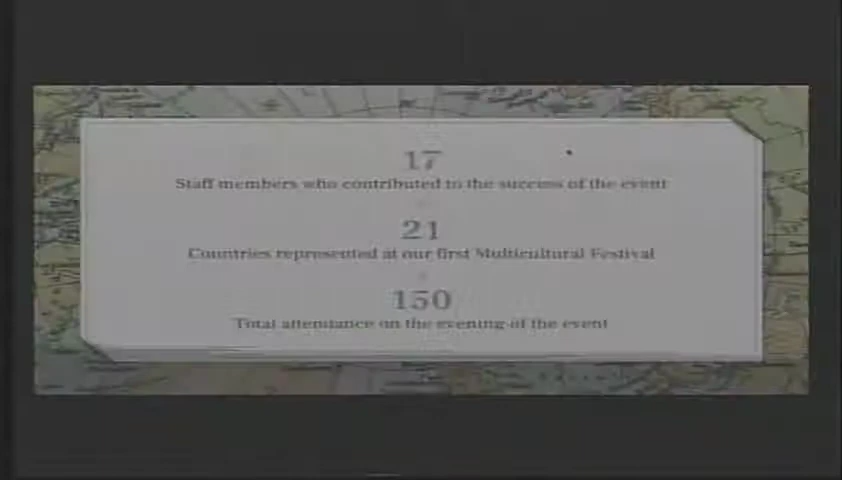 17
Staff members who contributed to the success of the event
21
Countries represented at our first Multicultural Festival
150
Total attendance on the evening of the event